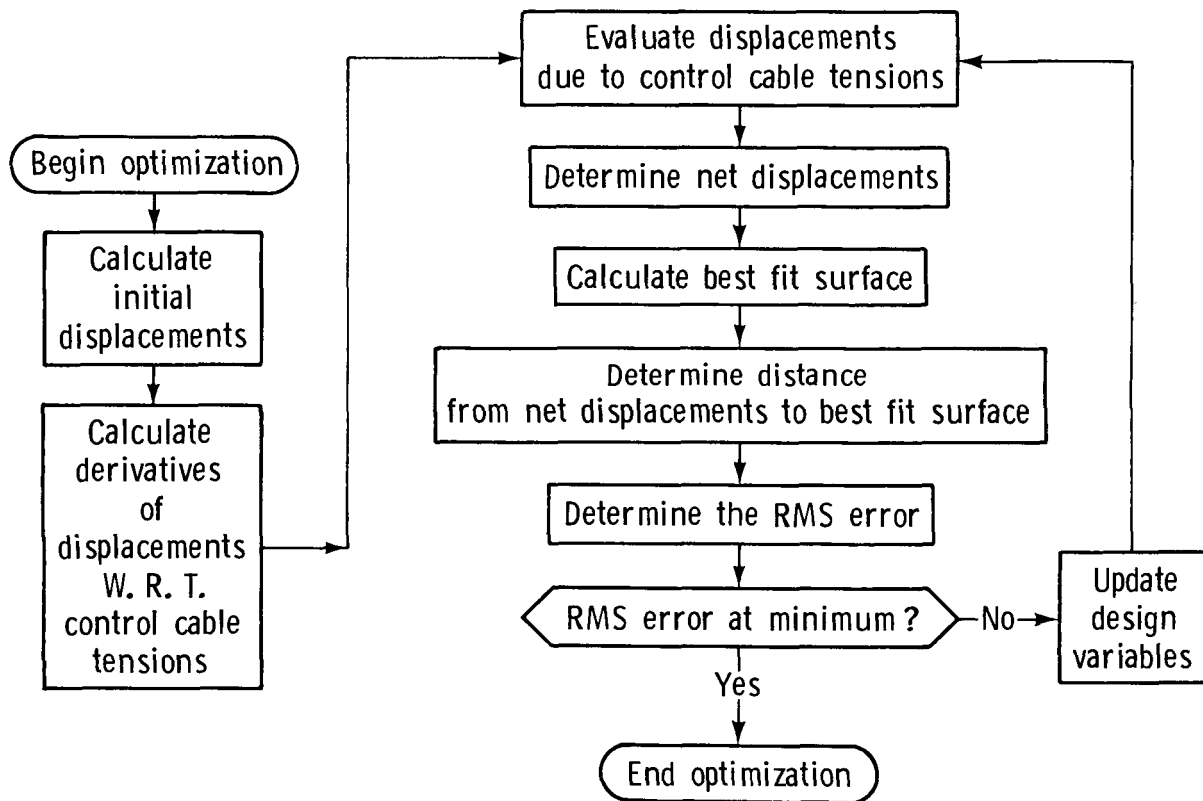 Begin optimization
Calculate
initial
displacements
Calculate
derivatives
of
displacements
W. R. T.
control cable
tensions
Evaluate displacements
due to control cable tensions
Determine net displacements
Calculate best fit surface
Determine distance
from net displacements to best fit surface
Determine the RMS error
RMS error at minimum ?
No
Update
design
variables
Yes
End optimization